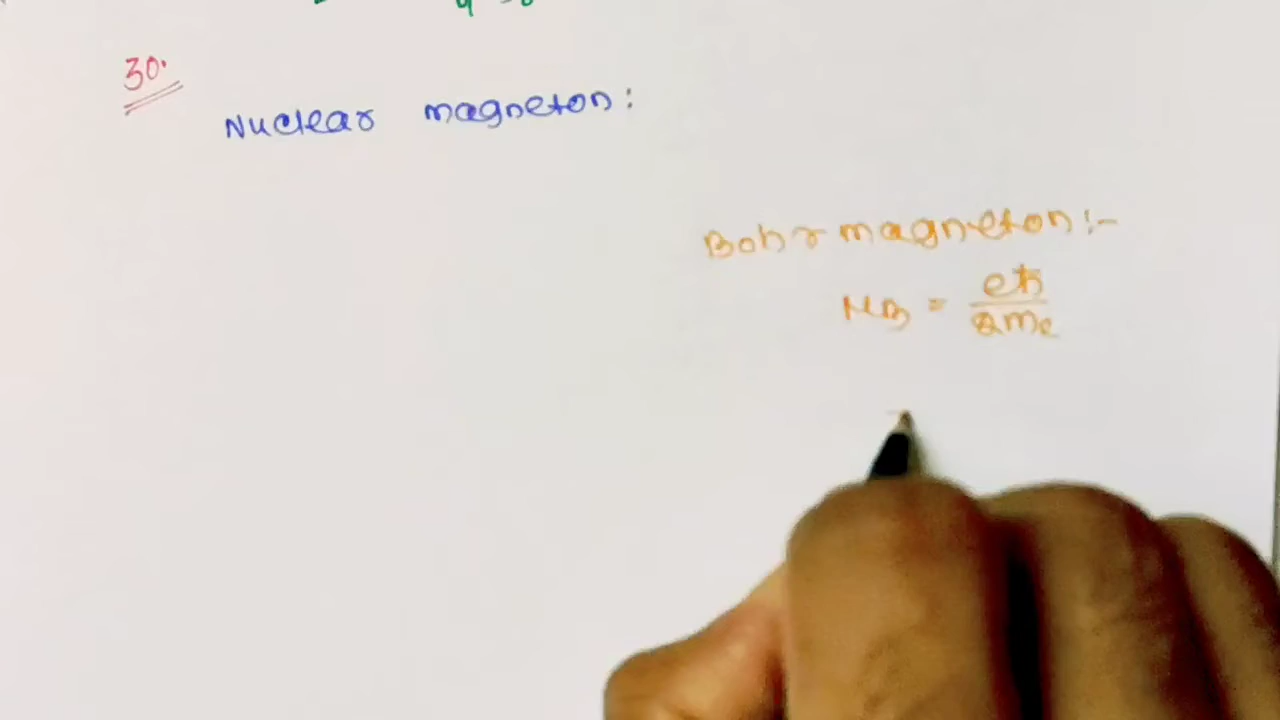 30.
Nuclear magneton:
Bohr magneton:-
μB = eħ / 2me